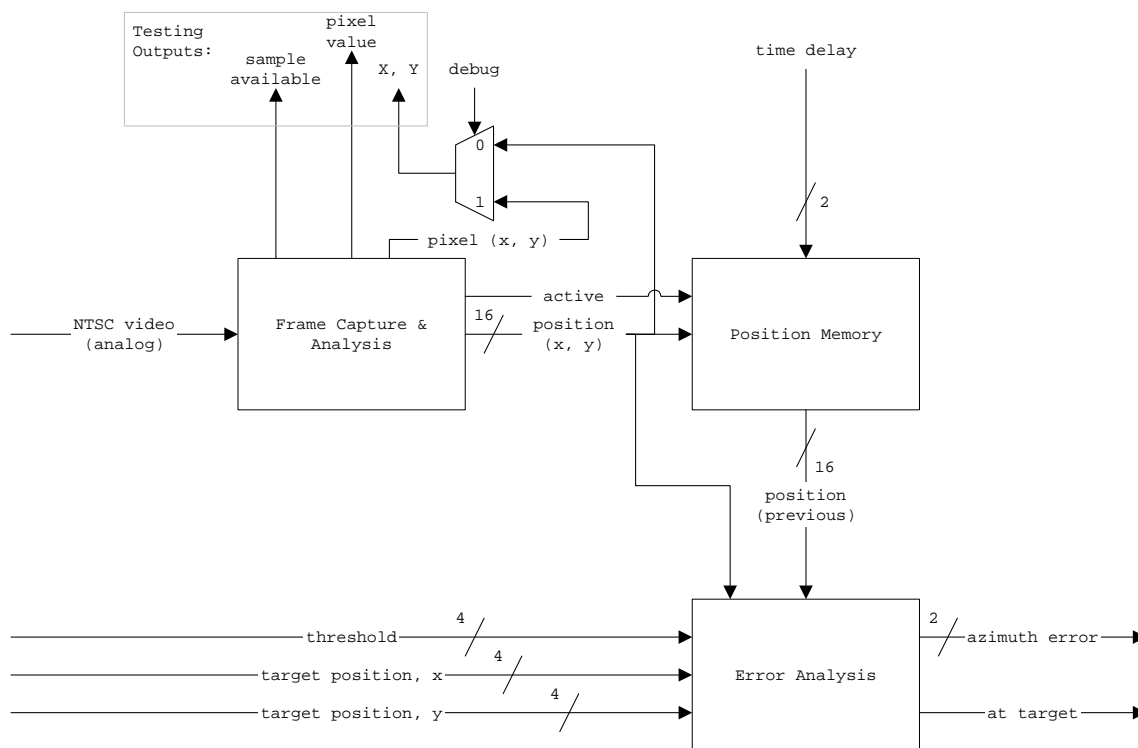 Testing
Outputs:
pixel
value
sample
available
X, Y
debug
time delay
0
1
2
pixel (x, y)
NTSC video
(analog)
Frame Capture &
Analysis
active
16
position
(x, y)
Position Memory
16
position
(previous)
threshold
4
target position, x
4
target position, y
4
Error Analysis
2
azimuth error
at target